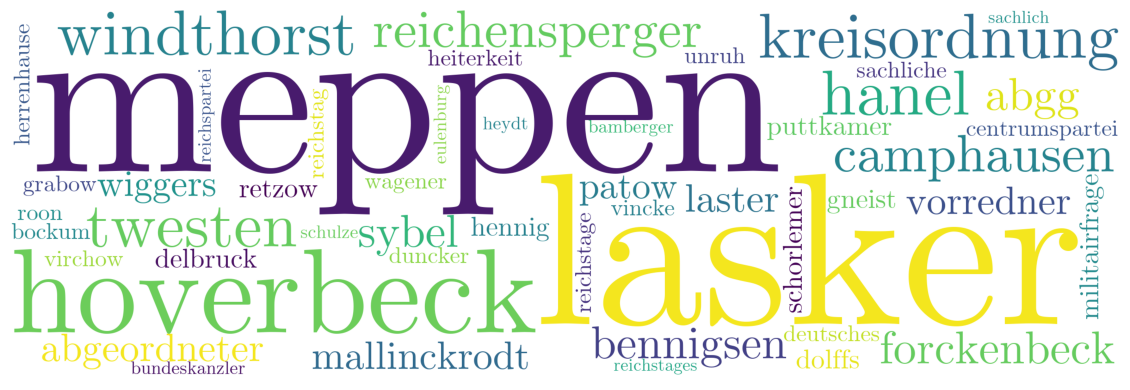 windthorst reichensperger kreisordnung sachlich
herrenhause meppen reichspartei heiterkeit unruh sachliche
reichstag eulenburg heydt bamberger hanel abgg
puttkamer centrumspartei
grabow wiggers retzow wagener camphausen
lasker patow laster schorlemer gneist vorredner militairfrage
roon twesten schulze sybel hennig vincke reichstage
bockum
virchow delbruck duncker
hoverbeck
abgeordneter mallinckrodt bennigsen deutsches forckenbeck
bundeskanzler reichstages dolffs